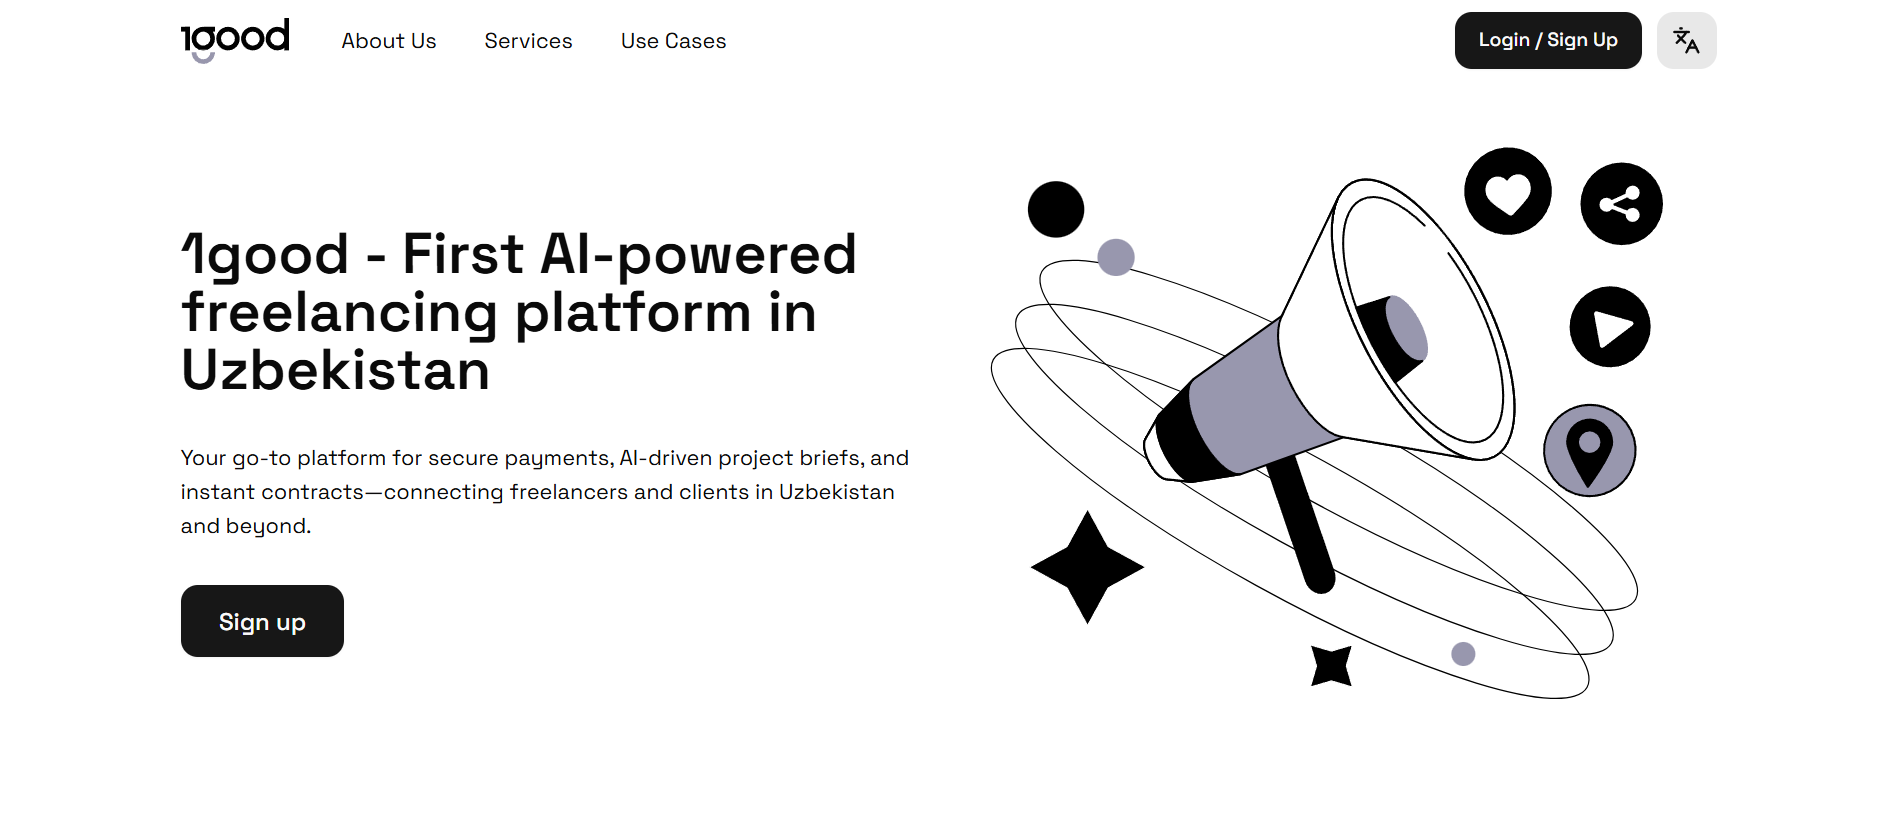 1good
About Us
Services
Use Cases
Login / Sign Up
1good - First AI-powered
freelancing platform in
Uzbekistan
Your go-to platform for secure payments, AI-driven project briefs, and
instant contracts—connecting freelancers and clients in Uzbekistan
and beyond.
Sign up